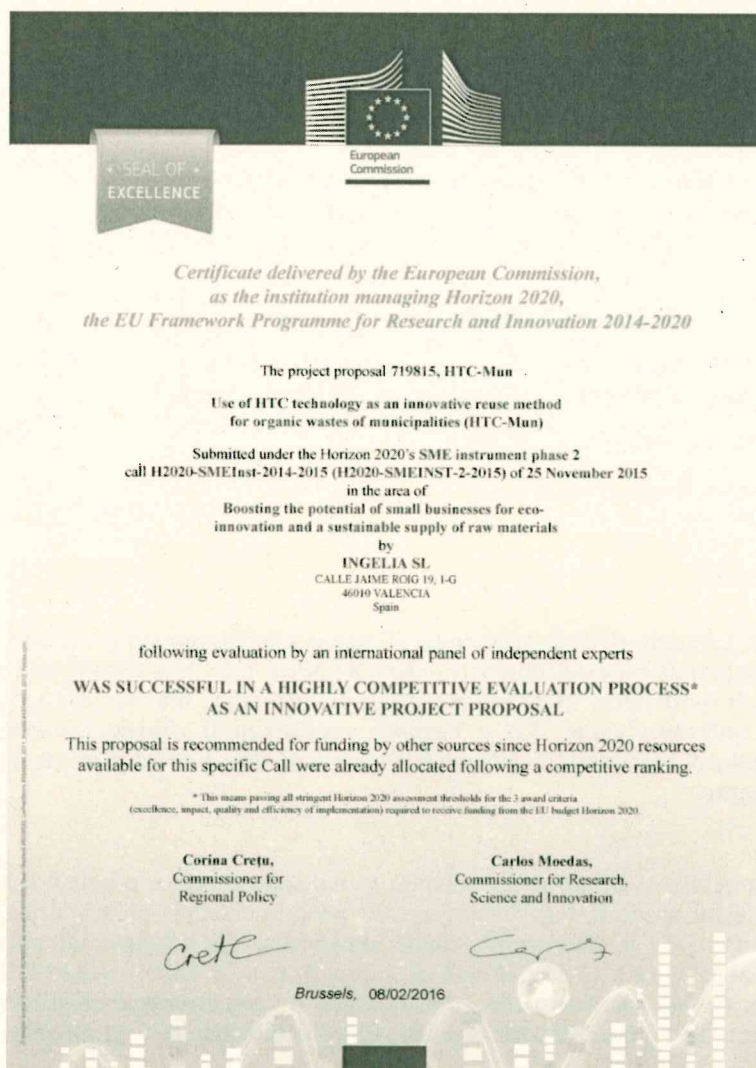 European
Commission
• SEAL OF •
EXCELLENCE
Certificate delivered by the European Commission,
as the institution managing Horizon 2020,
the EU Framework Programme for Research and Innovation 2014-2020
The project proposal 719815, HTC-Mun
Use of HTC technology as an innovative reuse method
for organic wastes of municipalities (HTC-Mun)
Submitted under the Horizon 2020's SME instrument phase 2
call H2020-SMEInst-2014-2015 (H2020-SMEINST-2-2015) of 25 November 2015
in the area of
Boosting the potential of small businesses for eco-
innovation and a sustainable supply of raw materials
by
INGELIA SL
CALLE JAIME ROIG 19, 1-G
46010 VALENCIA
Spain
following evaluation by an international panel of independent experts
WAS SUCCESSFUL IN A HIGHLY COMPETITIVE EVALUATION PROCESS*
AS AN INNOVATIVE PROJECT PROPOSAL
This proposal is recommended for funding by other sources since Horizon 2020 resources
available for this specific Call were already allocated following a competitive ranking.
* This means passing all stringent Horizon 2020 assessment thresholds for the 3 award criteria
(excellence, impact, quality and efficiency of implementation) required to receive funding from the EU budget Horizon 2020.
Corina Crețu,
Commissioner for
Regional Policy
Carlos Moedas,
Commissioner for Research,
Science and Innovation
Brussels, 08/02/2016